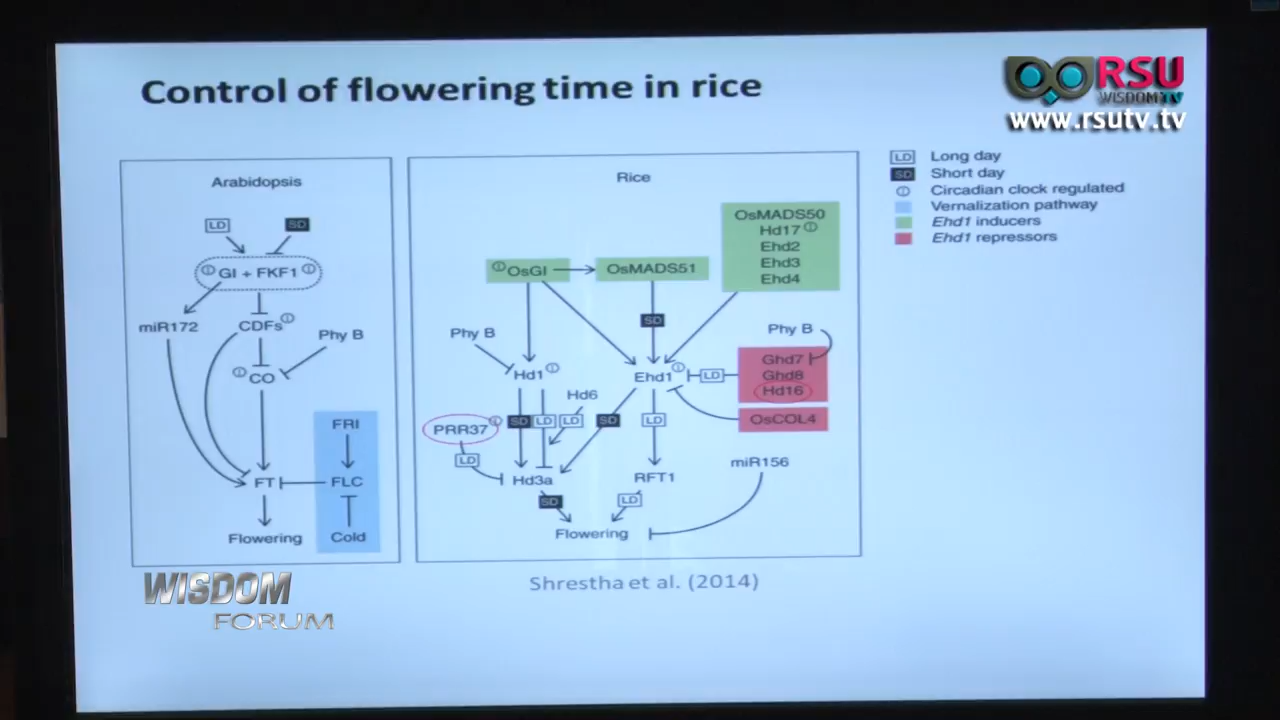 Control of flowering time in rice
RSU
WISDOM TV
www.rsutv.tv
Arabidopsis
LD
SD
GI + FKF1
miR172
CDFs
Phy B
CO
FRI
FT
FLC
Flowering
Cold
Rice
OsMADS50
Hd17
Ehd2
Ehd3
Ehd4
OsGI
OsMADS51
SD
Phy B
Phy B
Hd1
Ehd1
LD
Ghd7
Ghd8
Hd16
Hd6
OsCOL4
PRR37
SD
LD
LD
SD
LD
LD
Hd3a
RFT1
miR156
SD
LD
Flowering
LD Long day
SD Short day
Circadian clock regulated
Vernalization pathway
Ehd1 inducers
Ehd1 repressors
Shrestha et al. (2014)
WISDOM
FORUM